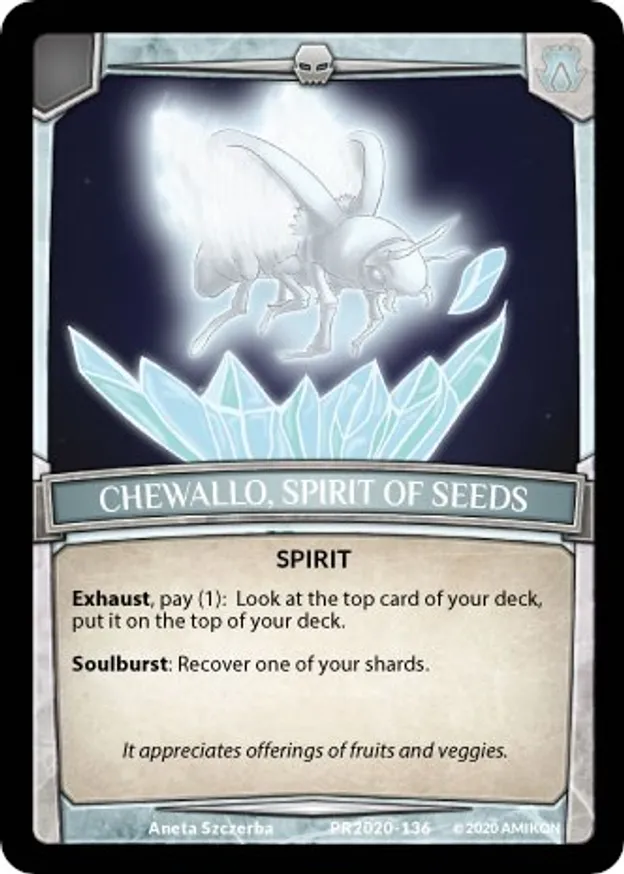 CHEWALLO, SPIRIT OF SEEDS
SPIRIT
Exhaust, pay (1): Look at the top card of your deck,
put it on the top of your deck.
Soulburst: Recover one of your shards.
It appreciates offerings of fruits and veggies.
Aneta Szczerba PR2020-136 © 2020 AMIKON